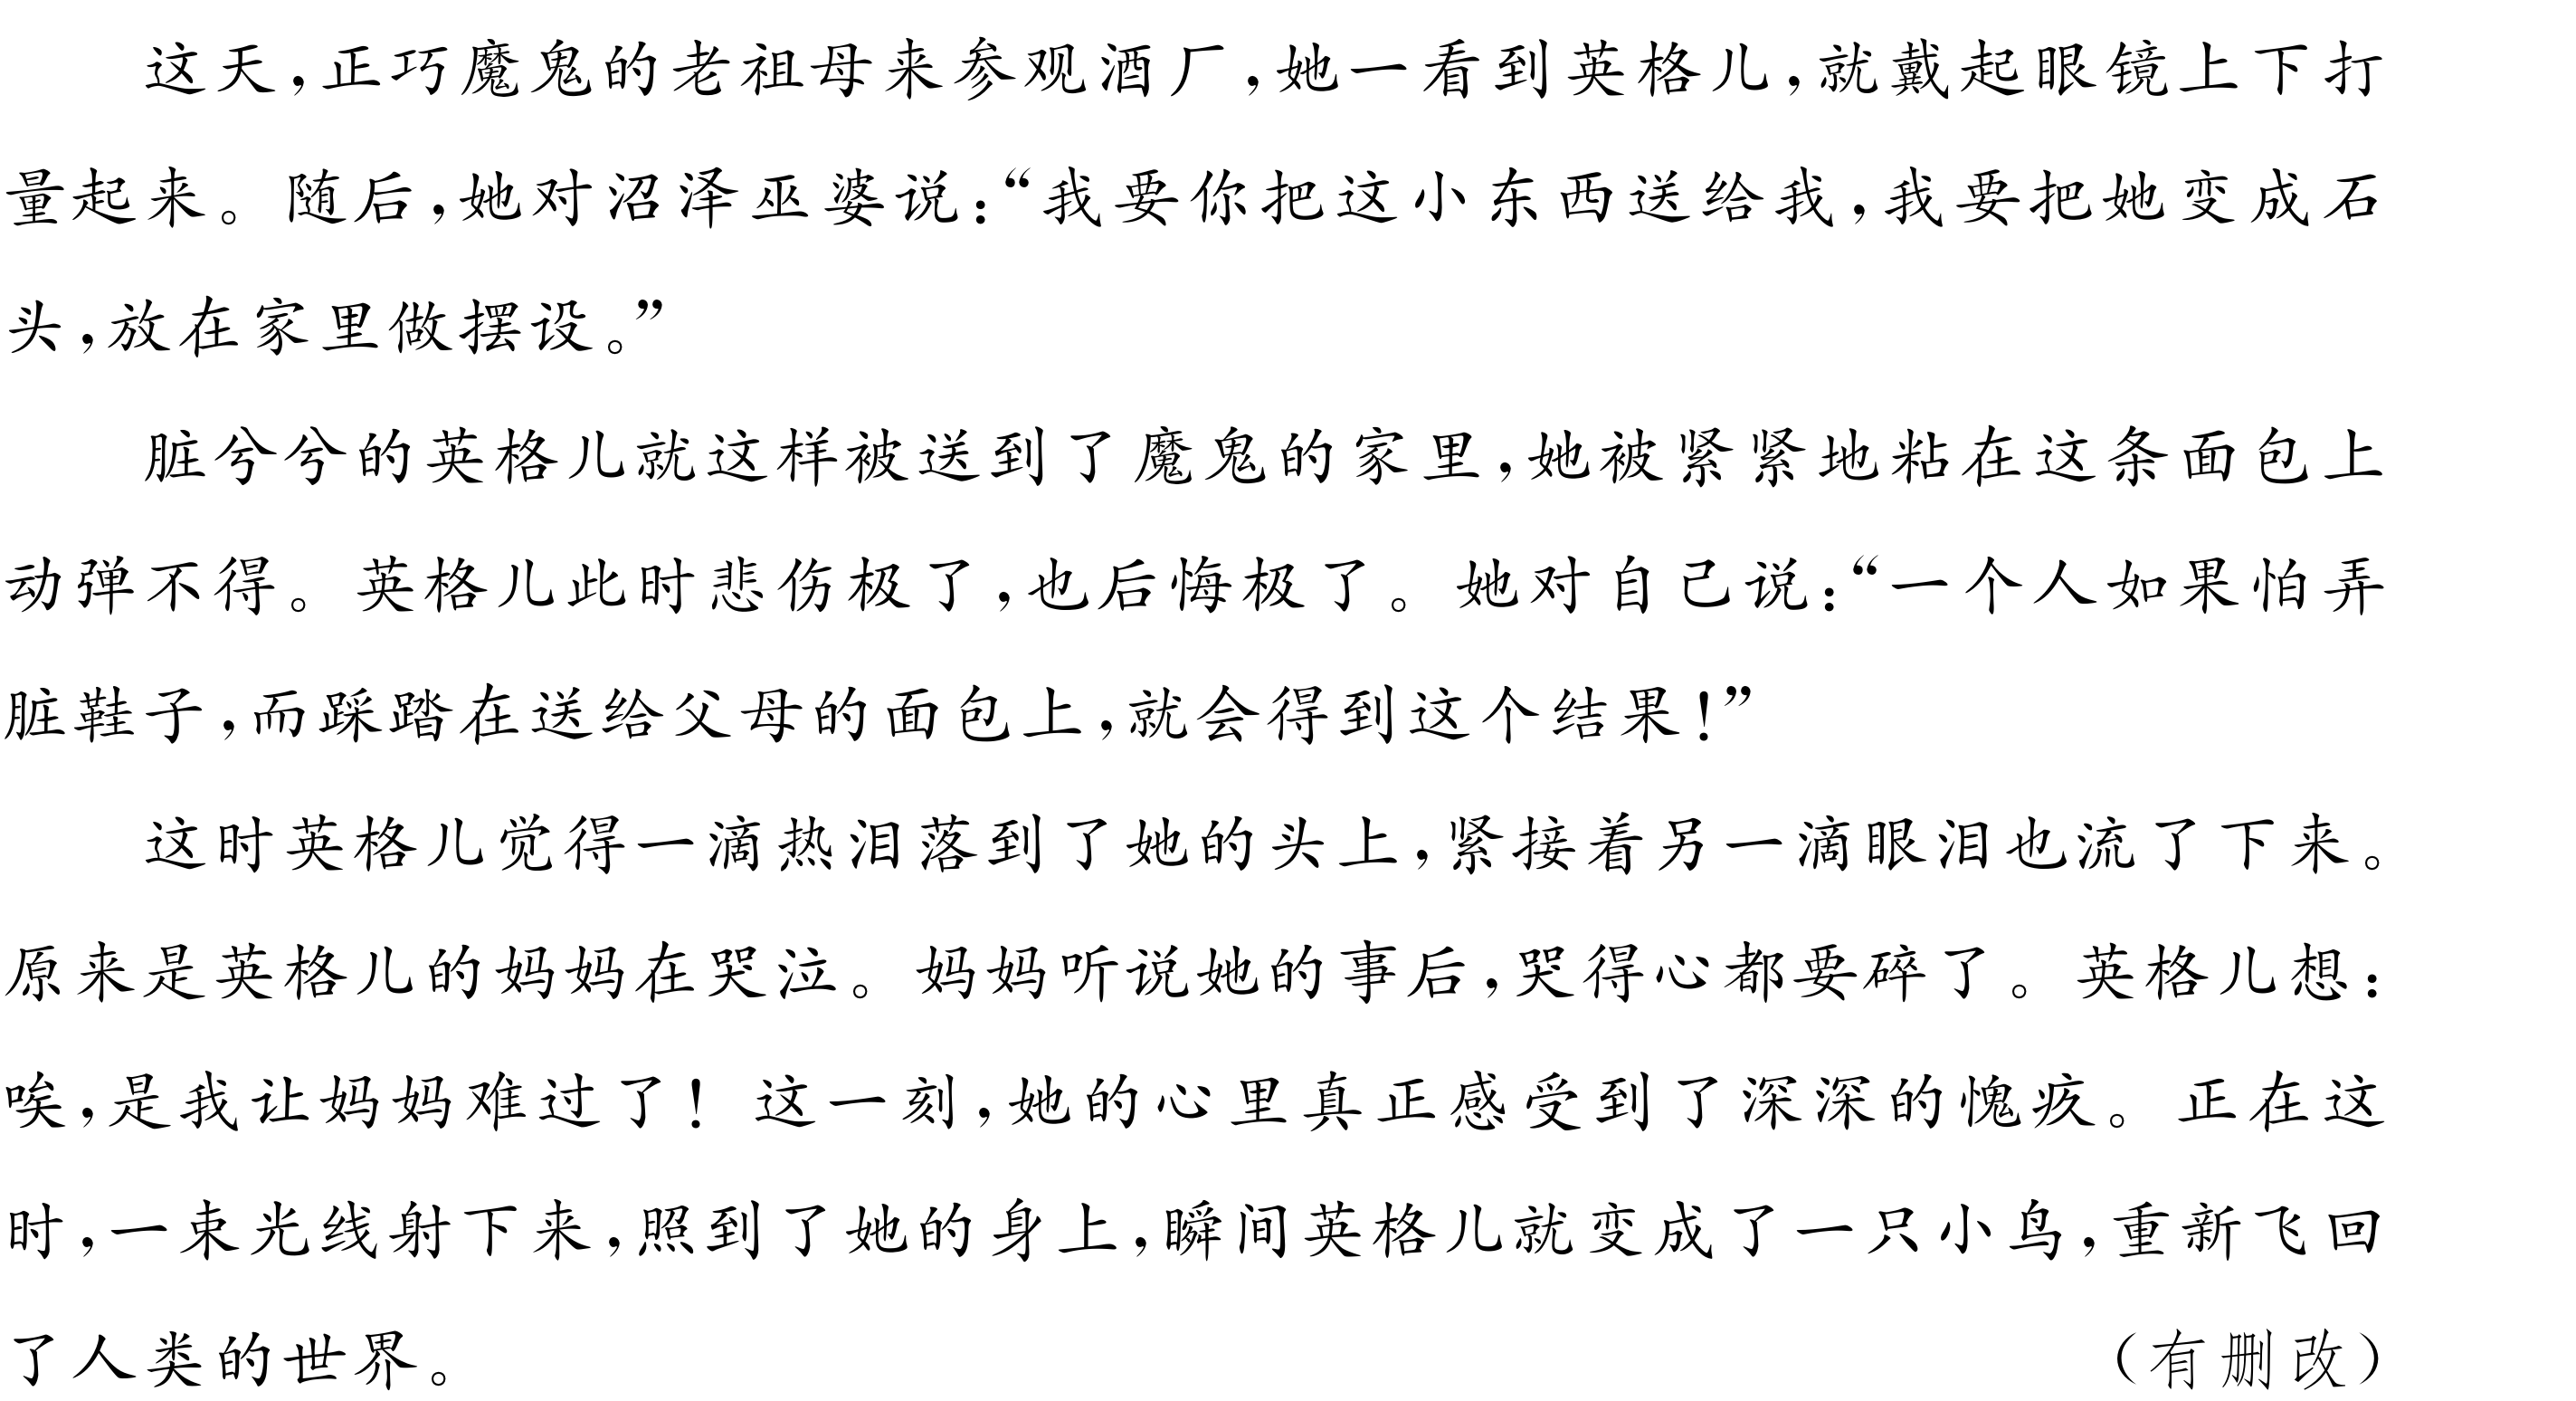 这天,正巧魔鬼的老祖母来参观酒厂,她一看到英格儿,就戴起眼镜上下打
量起来。随后,她对沼泽巫婆说:“我要你把这小东西送给我,我要把她变成石
头,放在家里做摆设。”
脏兮兮的英格儿就这样被送到了魔鬼的家里,她被紧紧地粘在这条面包上
动弹不得。英格儿此时悲伤极了,也后悔极了。她对自己说:“一个人如果怕弄
脏鞋子,而踩踏在送给父母的面包上,就会得到这个结果!”
这时英格儿觉得一滴热泪落到了她的头上,紧接着另一滴眼泪也流了下来。
原来是英格儿的妈妈在哭泣。妈妈听说她的事后,哭得心都要碎了。英格儿想:
唉,是我让妈妈难过了!这一刻,她的心里真正感受到了深深的愧疚。正在这
时,一束光线射下来,照到了她的身上,瞬间英格儿就变成了一只小鸟,重新飞回
了人类的世界。 (有删改)